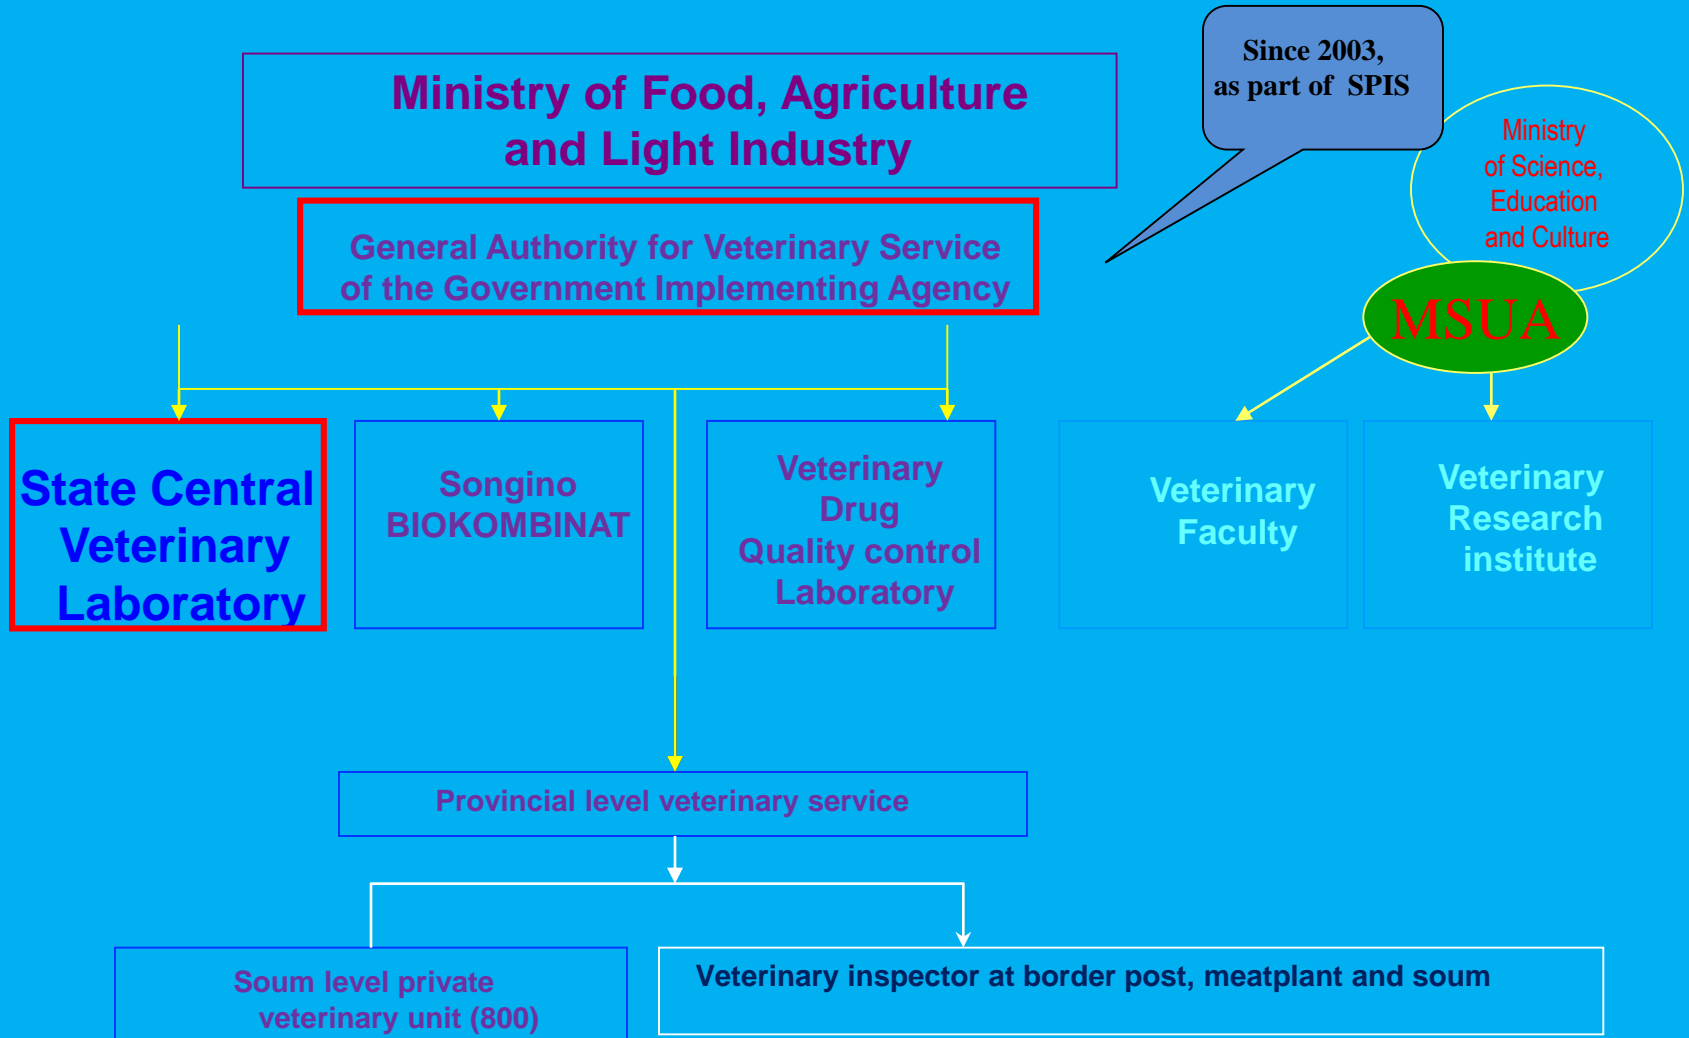 Ministry of Food, Agriculture
and Light Industry
Since 2003,
as part of SPIS
Ministry
of Science,
Education
and Culture
General Authority for Veterinary Service
of the Government Implementing Agency
MSUA
State Central
Veterinary
Laboratory
Songino
BIOKOMBINAT
Veterinary
Drug
Quality control
Laboratory
Veterinary
Faculty
Veterinary
Research
institute
Provincial level veterinary service
Soum level private
veterinary unit (800)
Veterinary inspector at border post, meatplant and soum